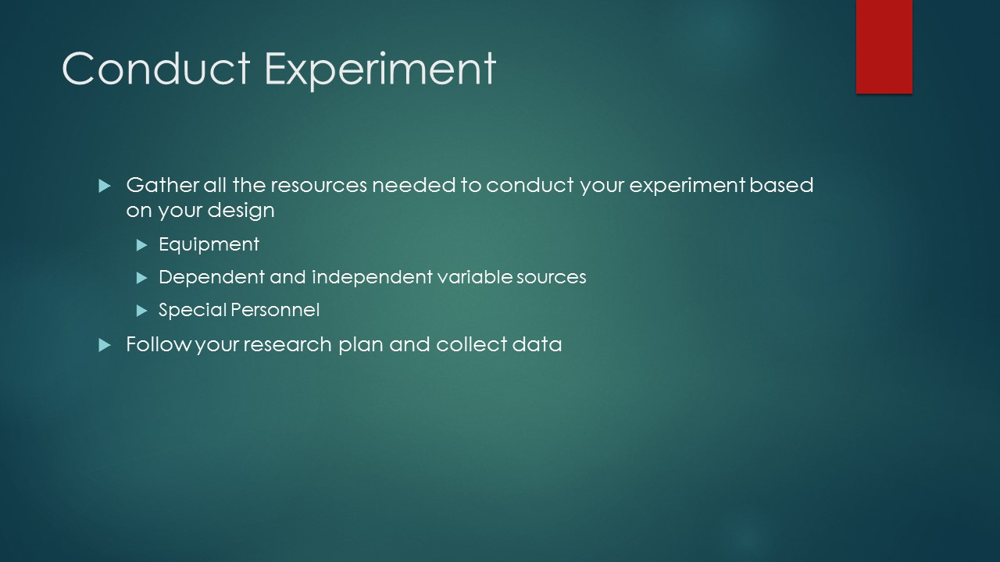 Conduct Experiment
Gather all the resources needed to conduct your experiment based
on your design
Equipment
Dependent and independent variable sources
Special Personnel
Follow your research plan and collect data